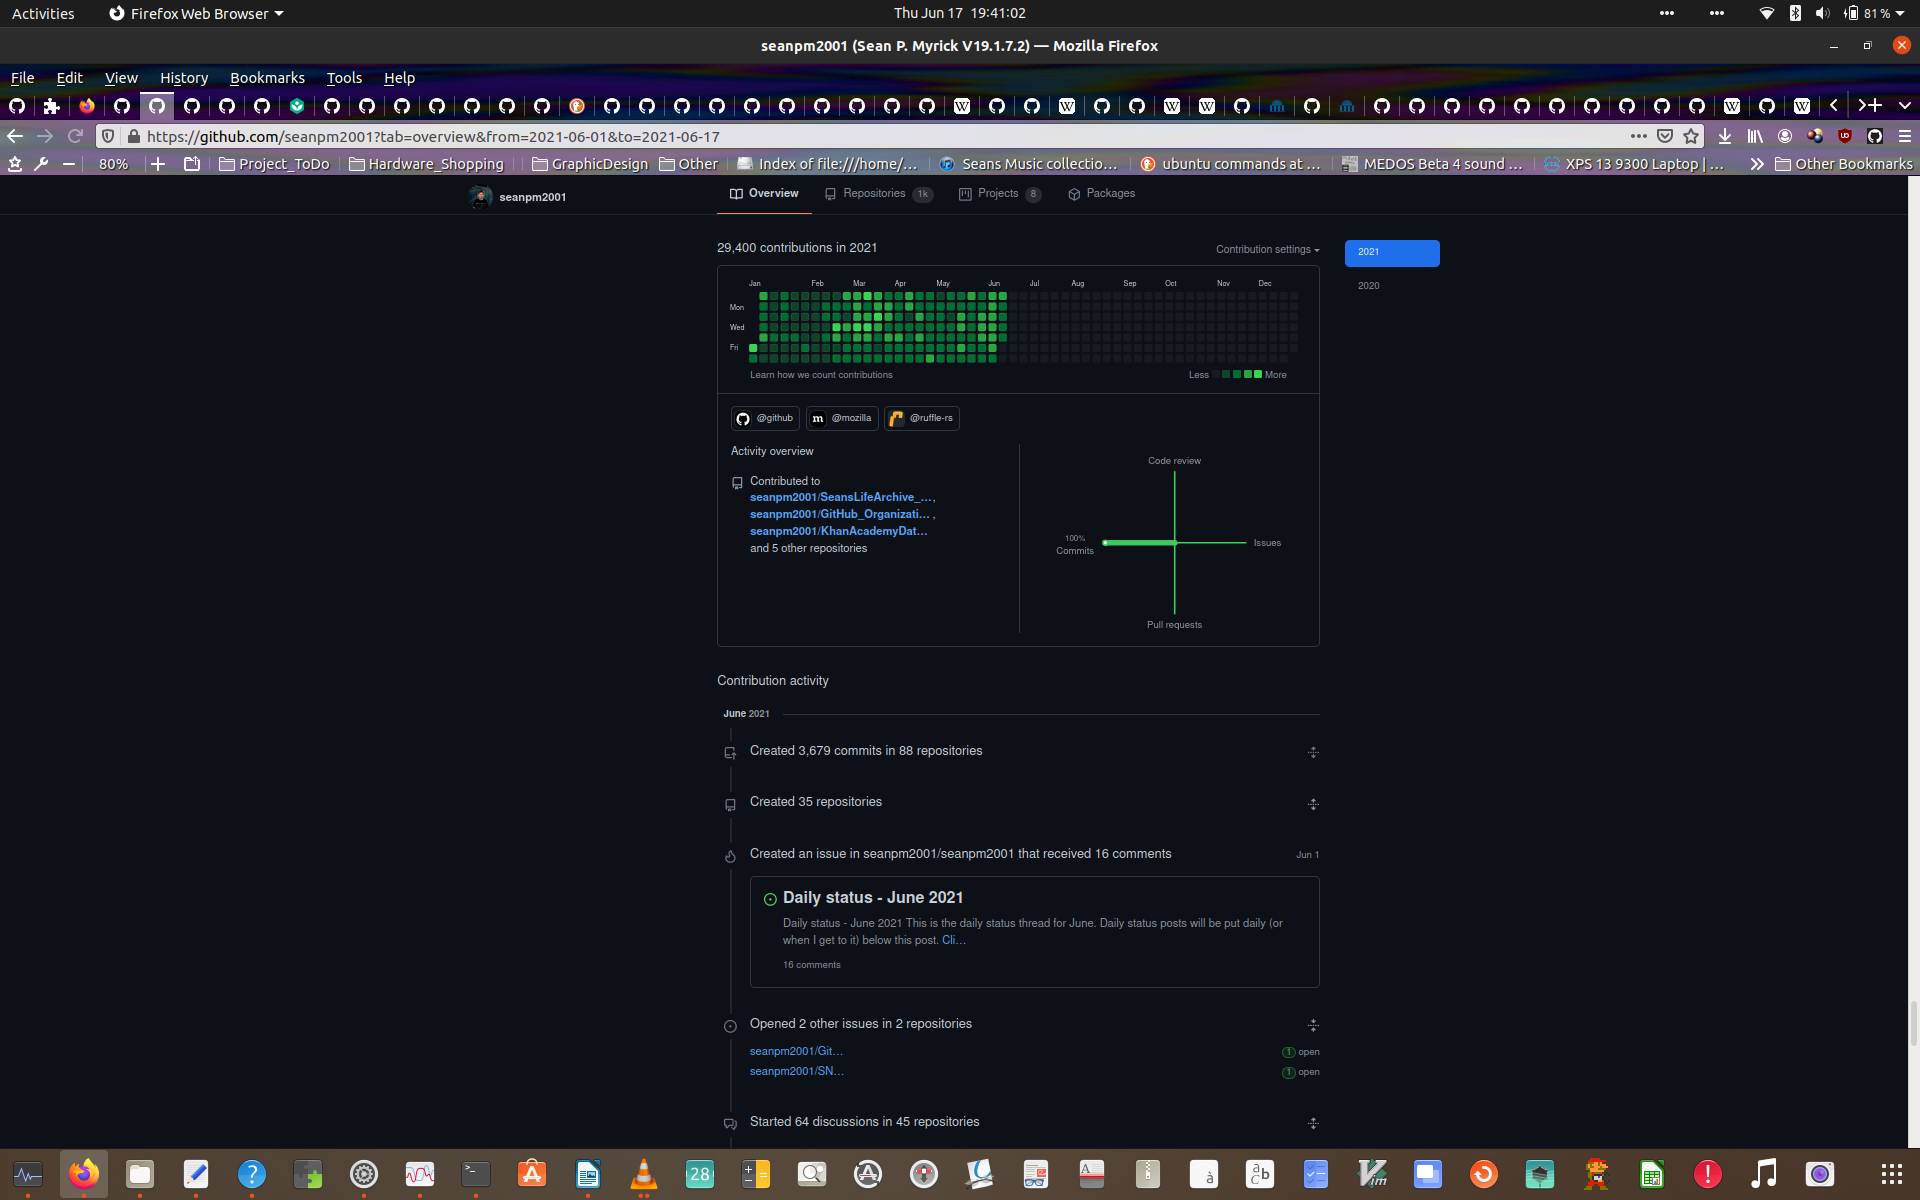 Activities
Firefox Web Browser
Thu Jun 17 19:41:02
81 %
seanpm2001 (Sean P. Myrick V19.1.7.2) — Mozilla Firefox
File Edit View History Bookmarks Tools Help
https://github.com/seanpm2001?tab=overview&from=2021-06-01&to=2021-06-17
80%
Project_ToDo
Hardware_Shopping
GraphicDesign
Other
Index of file:///home/...
Seans Music collectio...
ubuntu commands at ...
MEDOS Beta 4 sound ...
XPS 13 9300 Laptop | ...
Other Bookmarks
seanpm2001
Overview
Repositories 1k
Projects 8
Packages
29,400 contributions in 2021
Contribution settings
2021
2020
Jan Feb Mar Apr May Jun Jul Aug Sep Oct Nov Dec
Mon
Wed
Fri
Learn how we count contributions
Less More
@github
@mozilla
@ruffle-rs
Activity overview
Contributed to
seanpm2001/SeansLifeArchive_...,
seanpm2001/GitHub_Organizati... ,
seanpm2001/KhanAcademyDat...
and 5 other repositories
Code review
100%
Commits
Issues
Pull requests
Contribution activity
June 2021
Created 3,679 commits in 88 repositories
Created 35 repositories
Created an issue in seanpm2001/seanpm2001 that received 16 comments
Jun 1
Daily status - June 2021
Daily status - June 2021 This is the daily status thread for June. Daily status posts will be put daily (or
when I get to it) below this post. Cli...
16 comments
Opened 2 other issues in 2 repositories
seanpm2001/Git...
1 open
seanpm2001/SN...
1 open
Started 64 discussions in 45 repositories
28